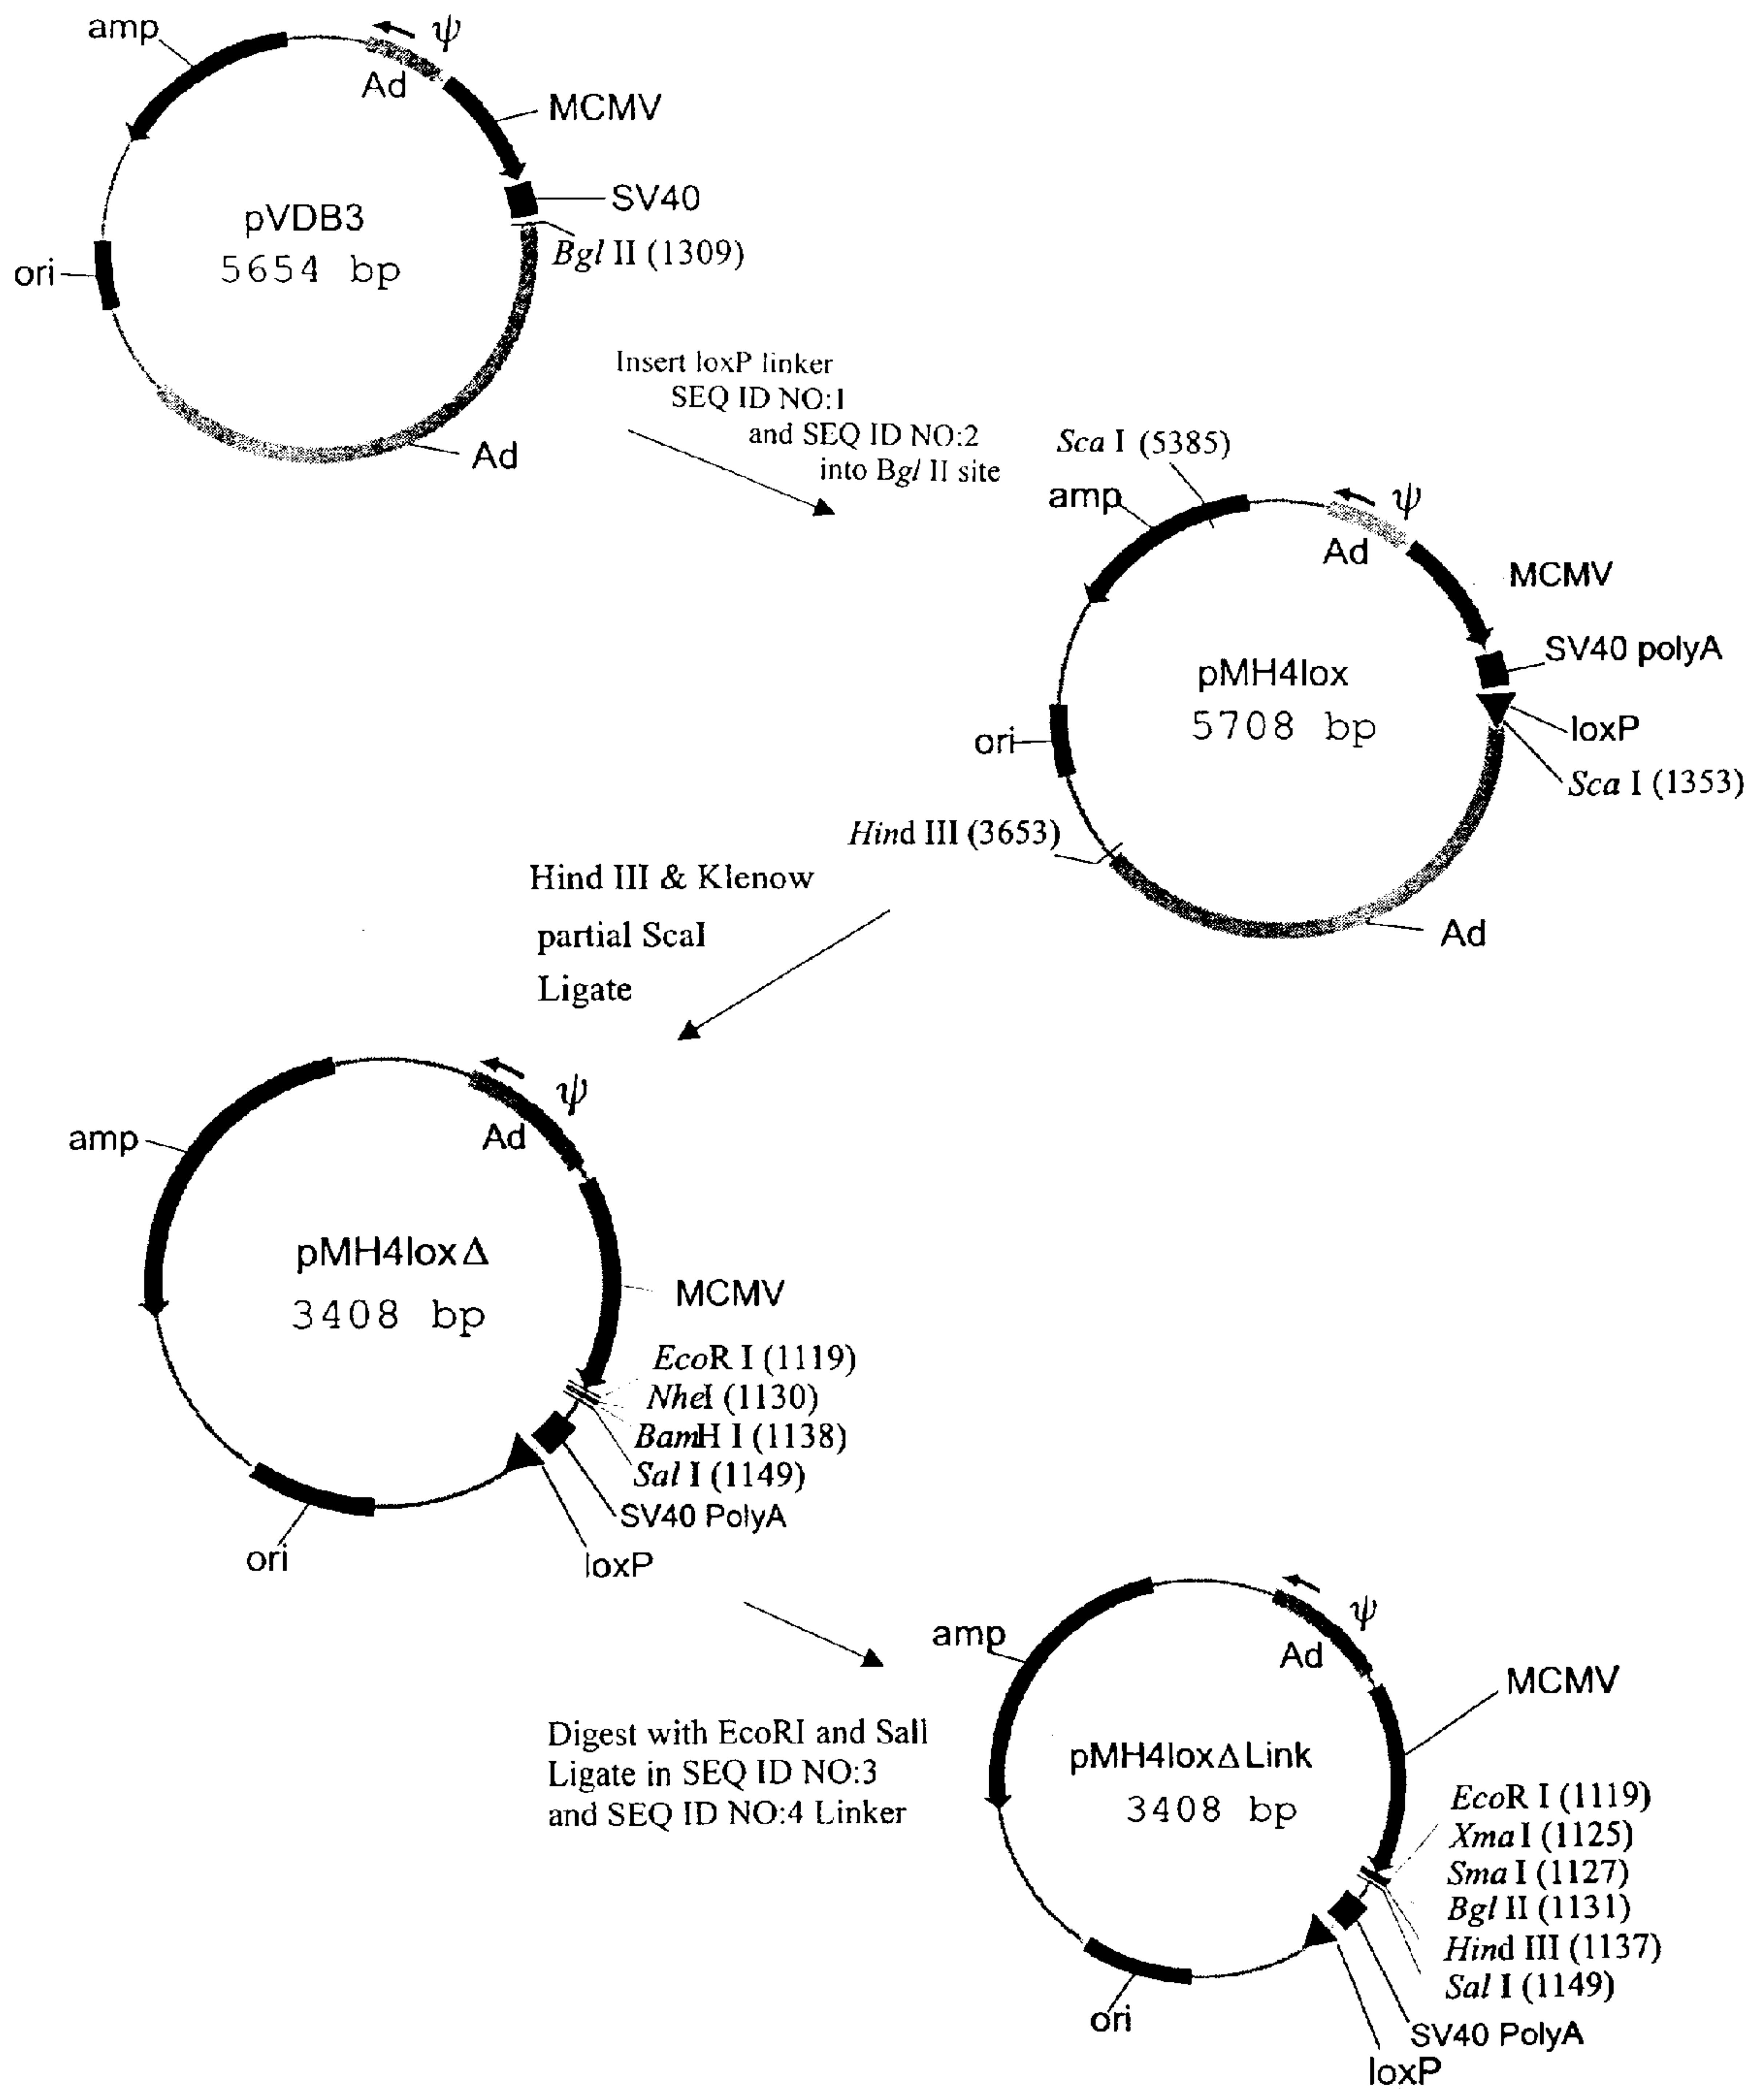 amp
ψ
Ad
MCMV
SV40
pVDB3
5654 bp
Bgl II (1309)
ori
Ad
Insert loxP linker
SEQ ID NO:1
and SEQ ID NO:2
into Bgl II site
Sca I (5385)
amp
ψ
Ad
MCMV
SV40 polyA
pMH4lox
5708 bp
loxP
ori
Sca I (1353)
Hind III (3653)
Ad
Hind III & Klenow
partial ScaI
Ligate
ψ
amp
Ad
pMH4loxΔ
3408 bp
MCMV
EcoR I (1119)
NheI (1130)
BamH I (1138)
Sal I (1149)
SV40 PolyA
ori
loxP
ψ
amp
Ad
MCMV
Digest with EcoRI and SalI
Ligate in SEQ ID NO:3
and SEQ ID NO:4 Linker
pMH4loxΔLink
3408 bp
EcoR I (1119)
Xma I (1125)
Sma I (1127)
Bgl II (1131)
Hind III (1137)
Sal I (1149)
ori
SV40 PolyA
loxP